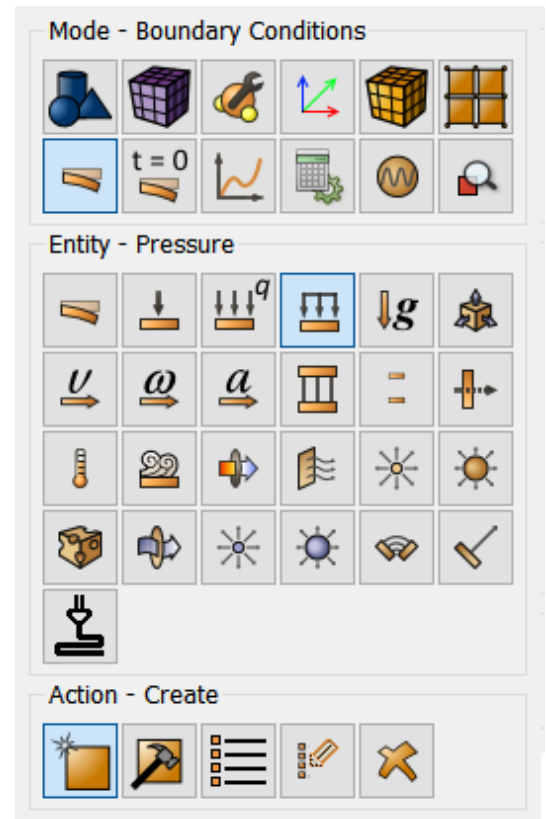 Mode - Boundary Conditions
t = 0
Entity - Pressure
q
g
υ ω a
Action - Create